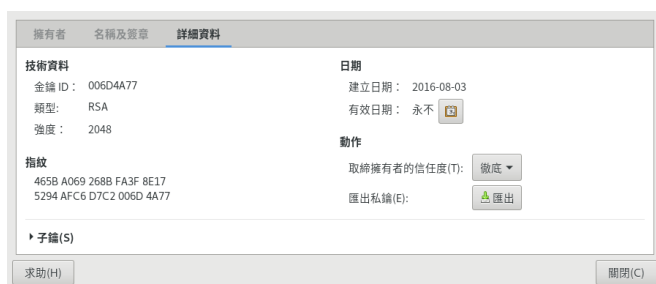 擁有者 名稱及簽章 詳細資料
技術資料
金鑰 ID： 006D4A77
類型: RSA
強度： 2048
指紋
465B A069 268B FA3F 8E17
5294 AFC6 D7C2 006D 4A77
日期
建立日期： 2016-08-03
有效日期： 永不
動作
取締擁有者的信任度(T): 徹底
匯出私鑰(E): 匯出
子鑰(S)
求助(H) 關閉(C)